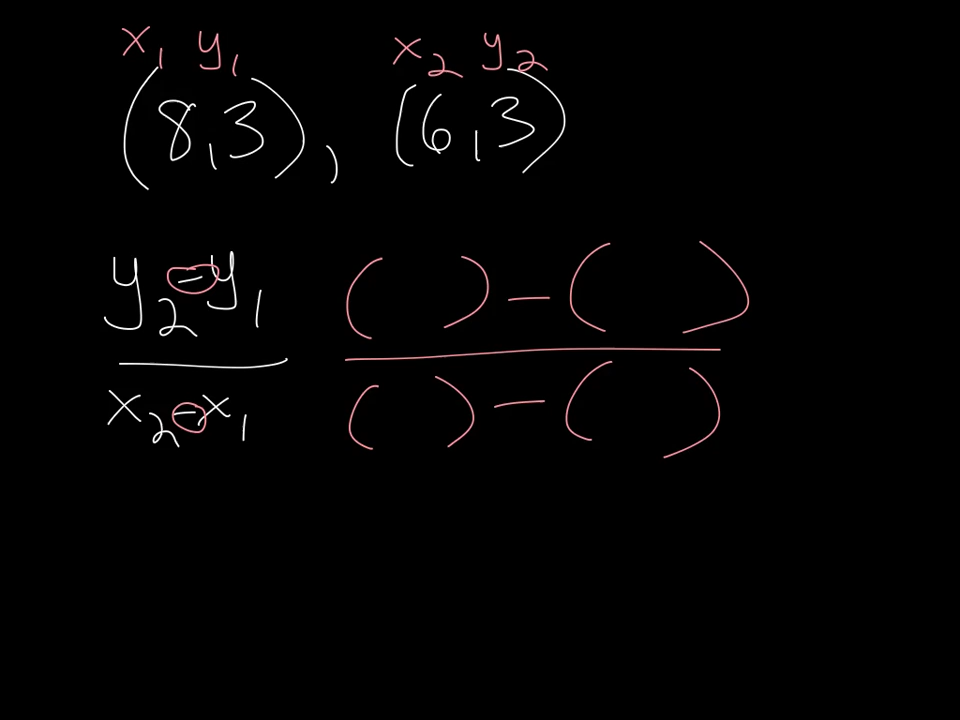 x₁ y₁ x₂ y₂
(8,3), (6,3)
y₂-y₁ ( ) - ( )
x₂-x₁ ( ) - ( )